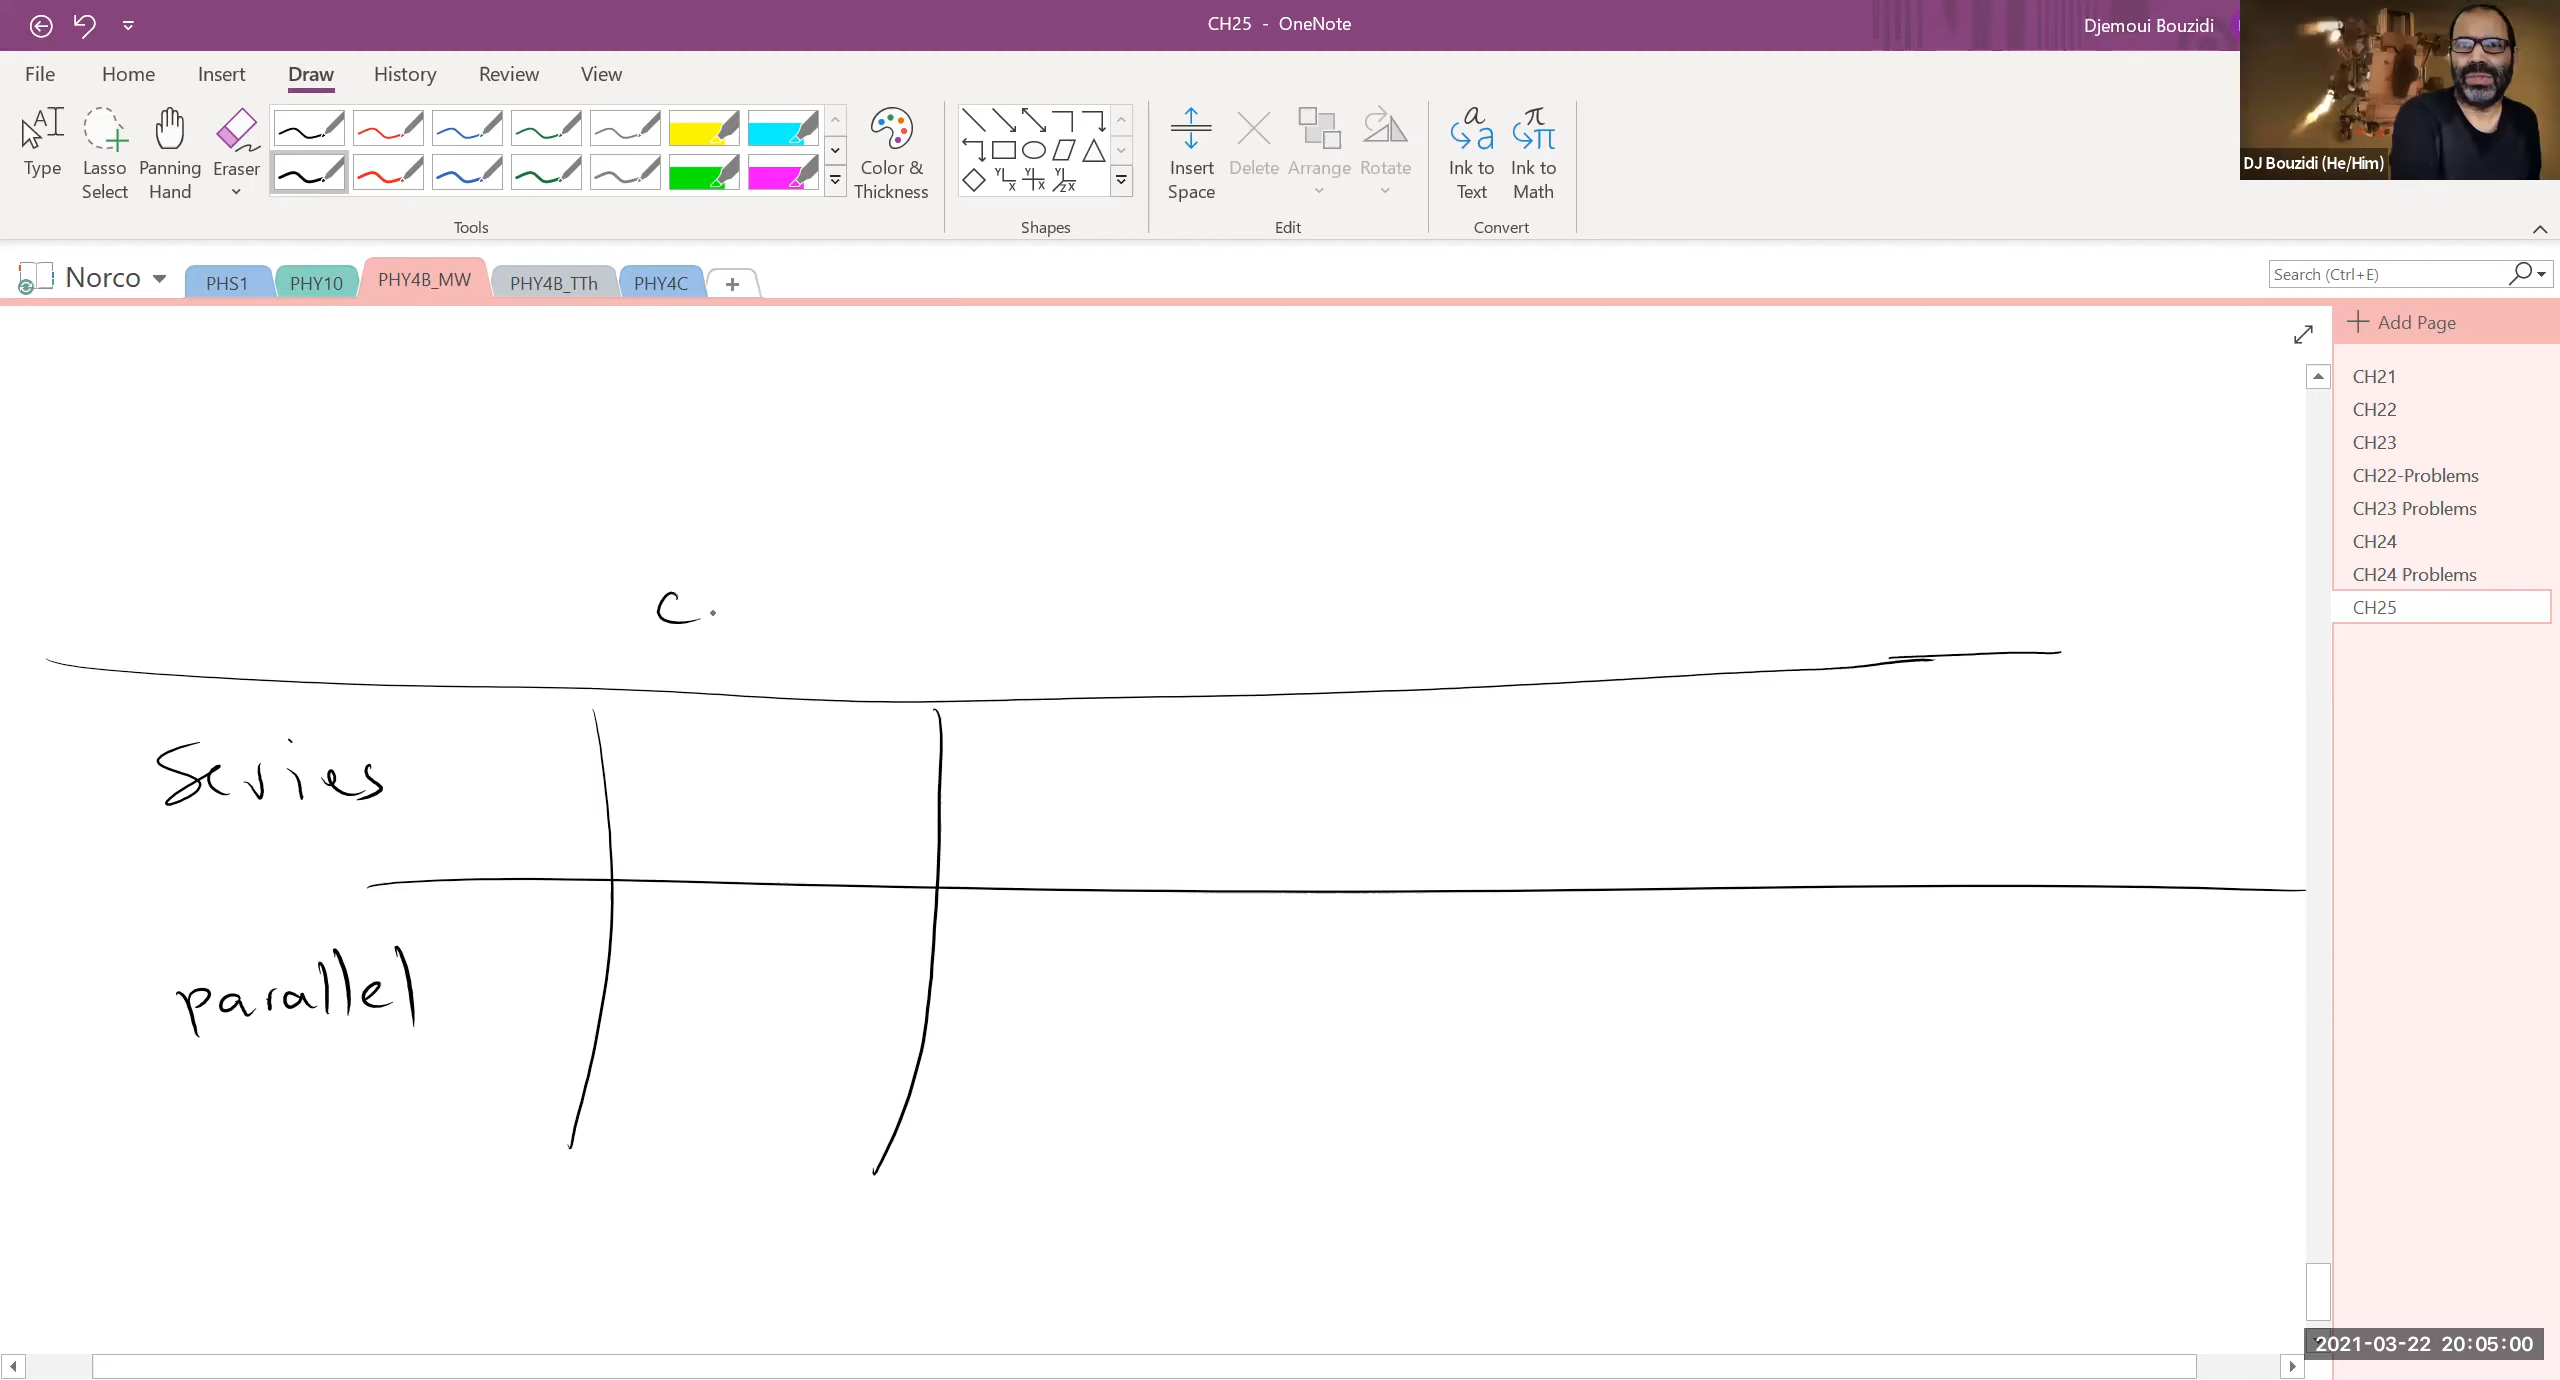 CH25 - OneNote
Djemoui Bouzidi
File Home Insert Draw History Review View
Type
Lasso Select
Panning Hand
Eraser
Color & Thickness
Insert Space
Delete
Arrange
Rotate
Ink to Text
Ink to Math
Tools
Shapes
Edit
Convert
DJ Bouzidi (He/Him)
Norco
PHS1
PHY10
PHY4B_MW
PHY4B_TTh
PHY4C
Search (Ctrl+E)
Add Page
CH21
CH22
CH23
CH22-Problems
CH23 Problems
CH24
CH24 Problems
CH25
C
Series
parallel
2021-03-22 20:05:00